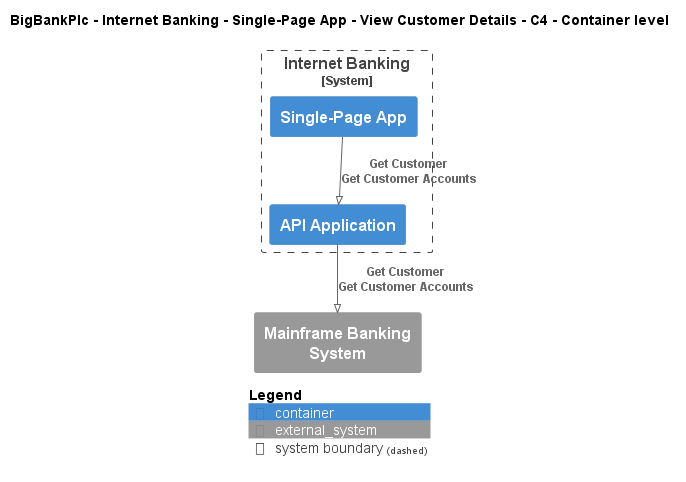 BigBankPlc - Internet Banking - Single-Page App - View Customer Details - C4 - Container level
Internet Banking
[System]
Single-Page App
Get Customer
Get Customer Accounts
API Application
Get Customer
Get Customer Accounts
Mainframe Banking
System
Legend
container
external_system
system boundary (dashed)